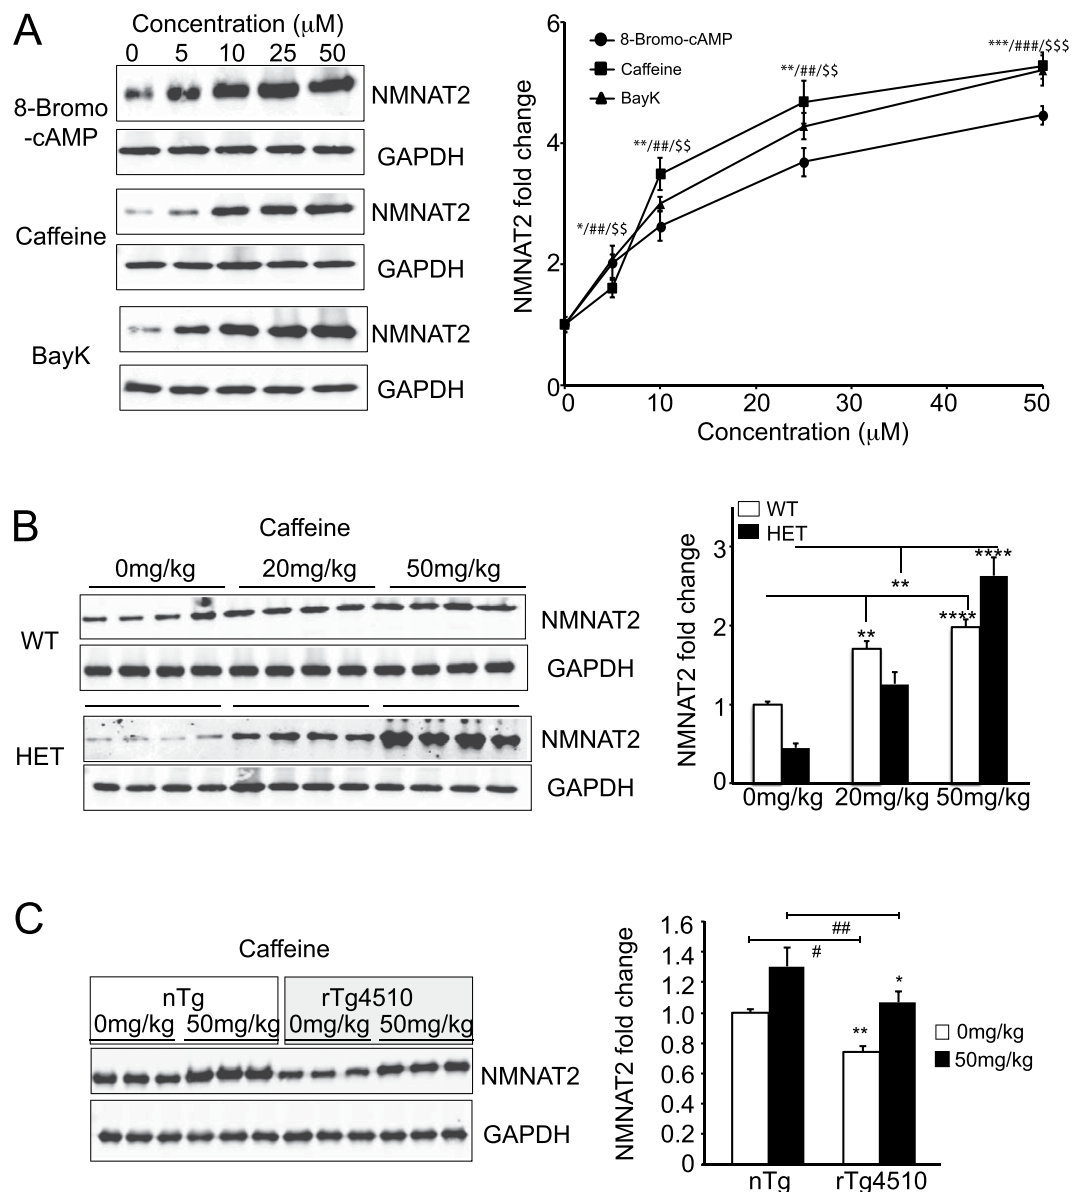 A
Concentration (μM)
0 5 10 25 50
8-Bromo
-cAMP
NMNAT2
GAPDH
Caffeine
NMNAT2
GAPDH
BayK
NMNAT2
GAPDH
6
4
2
0
NMNAT2 fold change
8-Bromo-cAMP
Caffeine
BayK
*/##/$$
**/##/$$
**/##/$$
***/###/$$$
0 10 20 30 40 50
Concentration (μM)
B
Caffeine
0mg/kg 20mg/kg 50mg/kg
WT
NMNAT2
GAPDH
HET
NMNAT2
GAPDH
WT
HET
NMNAT2 fold change
3
2
1
0
**
**
****
****
0mg/kg 20mg/kg 50mg/kg
C
Caffeine
nTg rTg4510
0mg/kg 50mg/kg 0mg/kg 50mg/kg
NMNAT2
GAPDH
NMNAT2 fold change
1.6
1.4
1.2
1.0
0.8
0.6
0.4
0.2
0
##
#
**
*
0mg/kg
50mg/kg
nTg rTg4510